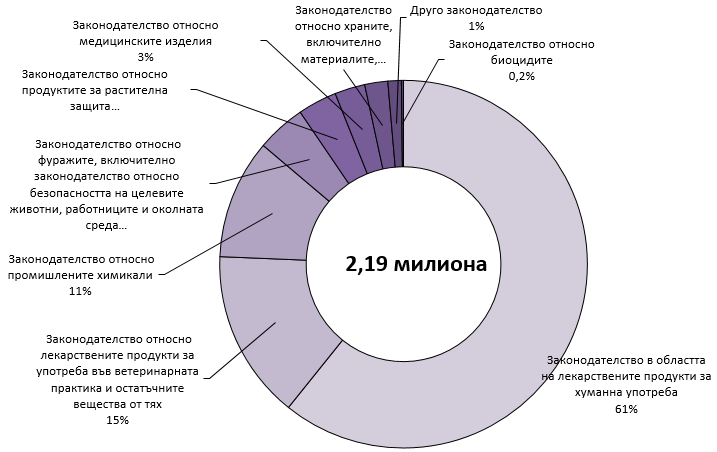 Законодателство относно
храните,
включително
материалите,...
Друго законодателство
1%
Законодателство относно
биоцидите
0,2%
Законодателство относно
медицинските изделия
3%
Законодателство относно
продуктите за растителна
защита...
Законодателство относно
фуражите, включително
законодателство относно
безопасността на целевите
животни, работниците и околната
среда...
Законодателство относно
промишлените химикали
11%
Законодателство относно
лекарствените продукти за
употреба във ветеринарната
практика и остатъчните
вещества от тях
15%
2,19 милиона
Законодателство в областта
на лекарствените продукти за
хуманна употреба
61%